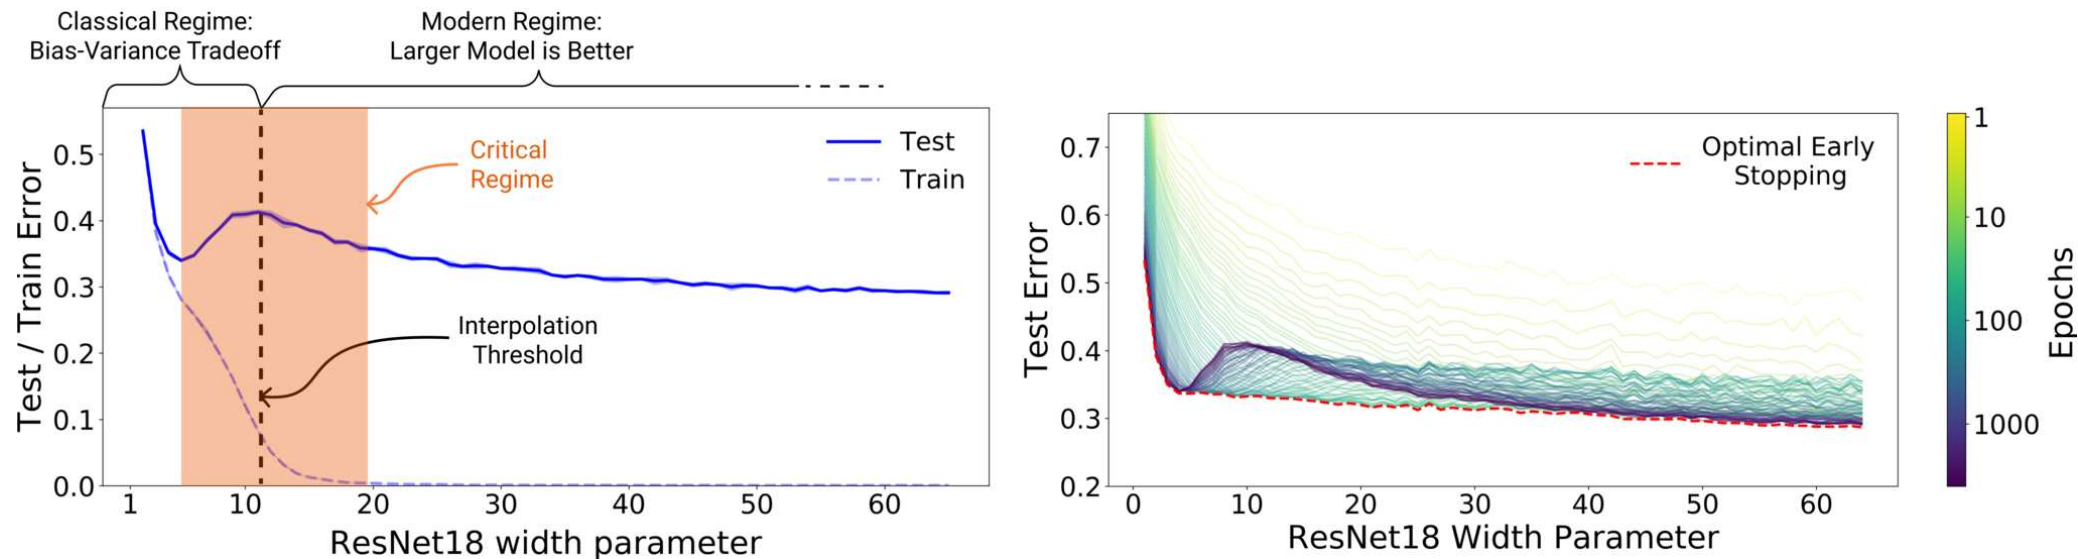 Classical Regime:
Bias-Variance Tradeoff
Modern Regime:
Larger Model is Better
Critical
Regime
Test
Train
Interpolation
Threshold
Test / Train Error
0.5
0.4
0.3
0.2
0.1
0.0
1 10 20 30 40 50 60
ResNet18 width parameter
Optimal Early
Stopping
Test Error
0.7
0.6
0.5
0.4
0.3
0.2
0 10 20 30 40 50 60
ResNet18 Width Parameter
1
10
100
1000
Epochs